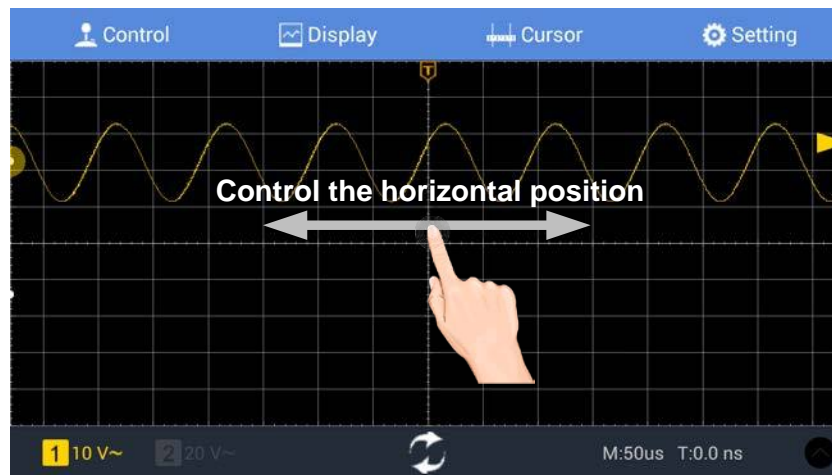 Control Display Cursor Setting
T
Control the horizontal position
1 10 V~ 2 20 V~ M:50us T:0.0 ns